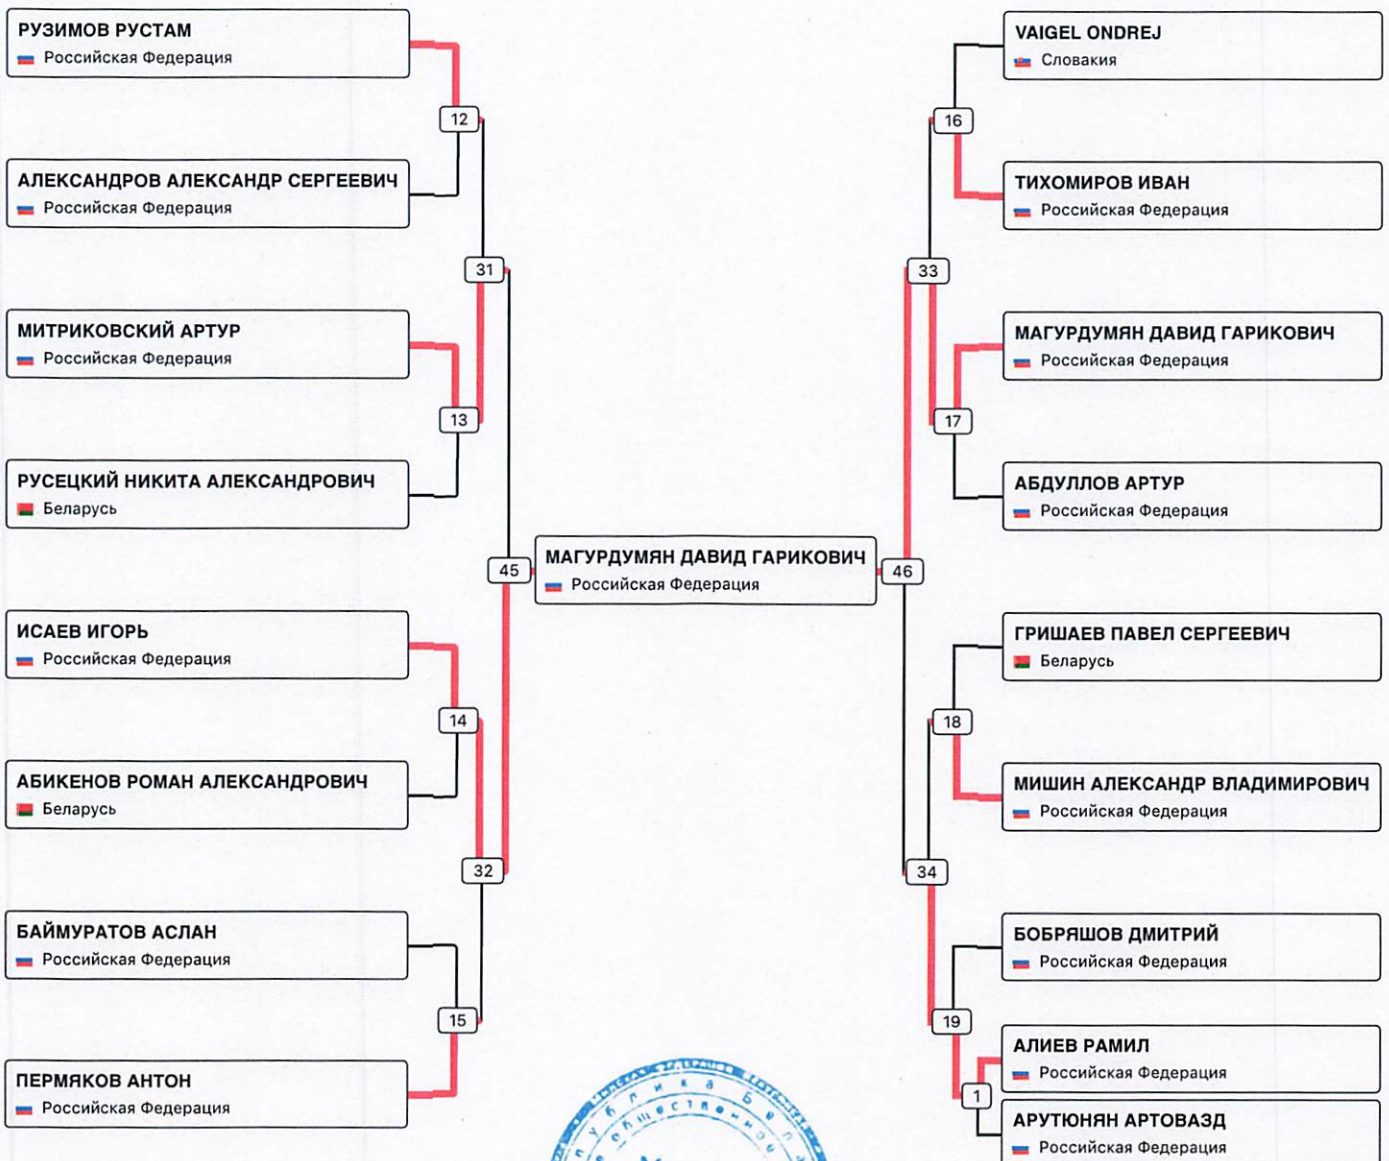 РУЗИМОВ РУСТАМ
Российская Федерация
12
АЛЕКСАНДРОВ АЛЕКСАНДР СЕРГЕЕВИЧ
Российская Федерация
31
МИТРИКОВСКИЙ АРТУР
Российская Федерация
13
РУСЕЦКИЙ НИКИТА АЛЕКСАНДРОВИЧ
Беларусь
45
ИСАЕВ ИГОРЬ
Российская Федерация
14
АБИКЕНОВ РОМАН АЛЕКСАНДРОВИЧ
Беларусь
32
БАЙМУРАТОВ АСЛАН
Российская Федерация
15
ПЕРМЯКОВ АНТОН
Российская Федерация
МАГУРДУМЯН ДАВИД ГАРИКОВИЧ
Российская Федерация
VAIGEL ONDREJ
Словакия
16
ТИХОМИРОВ ИВАН
Российская Федерация
33
МАГУРДУМЯН ДАВИД ГАРИКОВИЧ
Российская Федерация
17
АБДУЛЛОВ АРТУР
Российская Федерация
46
ГРИШАЕВ ПАВЕЛ СЕРГЕЕВИЧ
Беларусь
18
МИШИН АЛЕКСАНДР ВЛАДИМИРОВИЧ
Российская Федерация
34
БОБРЯШОВ ДМИТРИЙ
Российская Федерация
19
АЛИЕВ РАМИЛ
Российская Федерация
1
АРУТЮНЯН АРТОВАЗД
Российская Федерация